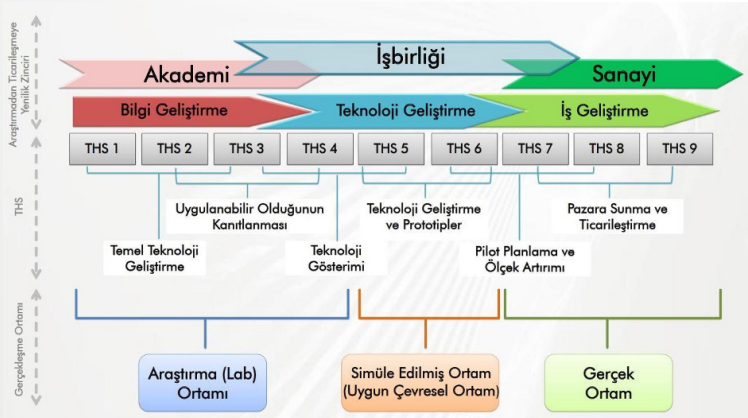 Araştırmadan Ticarileşmeye
Yenilik Zinciri
İşbirliği
Akademi
Sanayi
Bilgi Geliştirme
Teknoloji Geliştirme
İş Geliştirme
THS
THS 1
THS 2
THS 3
THS 4
THS 5
THS 6
THS 7
THS 8
THS 9
Uygulanabilir Olduğunun
Kanıtlanması
Teknoloji Geliştirme
ve Prototipler
Pazara Sunma ve
Ticarileştirme
Temel Teknoloji
Geliştirme
Teknoloji
Gösterimi
Pilot Planlama ve
Ölçek Artırımı
Gerçekleşme Ortamı
Araştırma (Lab)
Ortamı
Simüle Edilmiş Ortam
(Uygun Çevresel Ortam)
Gerçek
Ortam